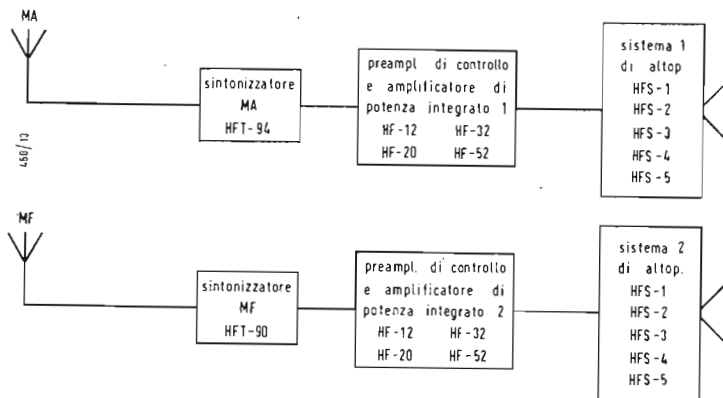 MA
sintonizzatore
MA
HFT-94
preampl. di controllo
e amplificatore di
potenza integrato 1
HF-12 HF-32
HF-20 HF-52
sistema 1
di altop
HFS-1
HFS-2
HFS-3
HFS-4
HFS-5
460/13
MF
sintonizzatore
MF
HFT-90
preampl. di controllo
e amplificatore di
potenza integrato 2
HF-12 HF-32
HF-20 HF-52
sistema 2
di altop.
HFS-1
HFS-2
HFS-3
HFS-4
HFS-5